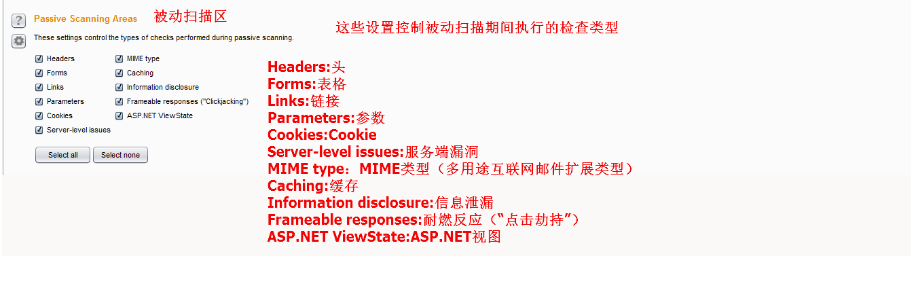 Passive Scanning Areas 被动扫描区
这些设置控制被动扫描期间执行的检查类型
These settings control the types of checks performed during passive scanning.
Headers MIME type
Forms Caching
Links Information disclosure
Parameters Frameable responses ("Clickjacking")
Cookies ASP.NET ViewState
Server-level issues
Select all Select none
Headers:头
Forms:表格
Links:链接
Parameters:参数
Cookies:Cookie
Server-level issues:服务端漏洞
MIME type：MIME类型（多用途互联网邮件扩展类型）
Caching:缓存
Information disclosure:信息泄漏
Frameable responses:耐燃反应（“点击劫持”）
ASP.NET ViewState:ASP.NET视图